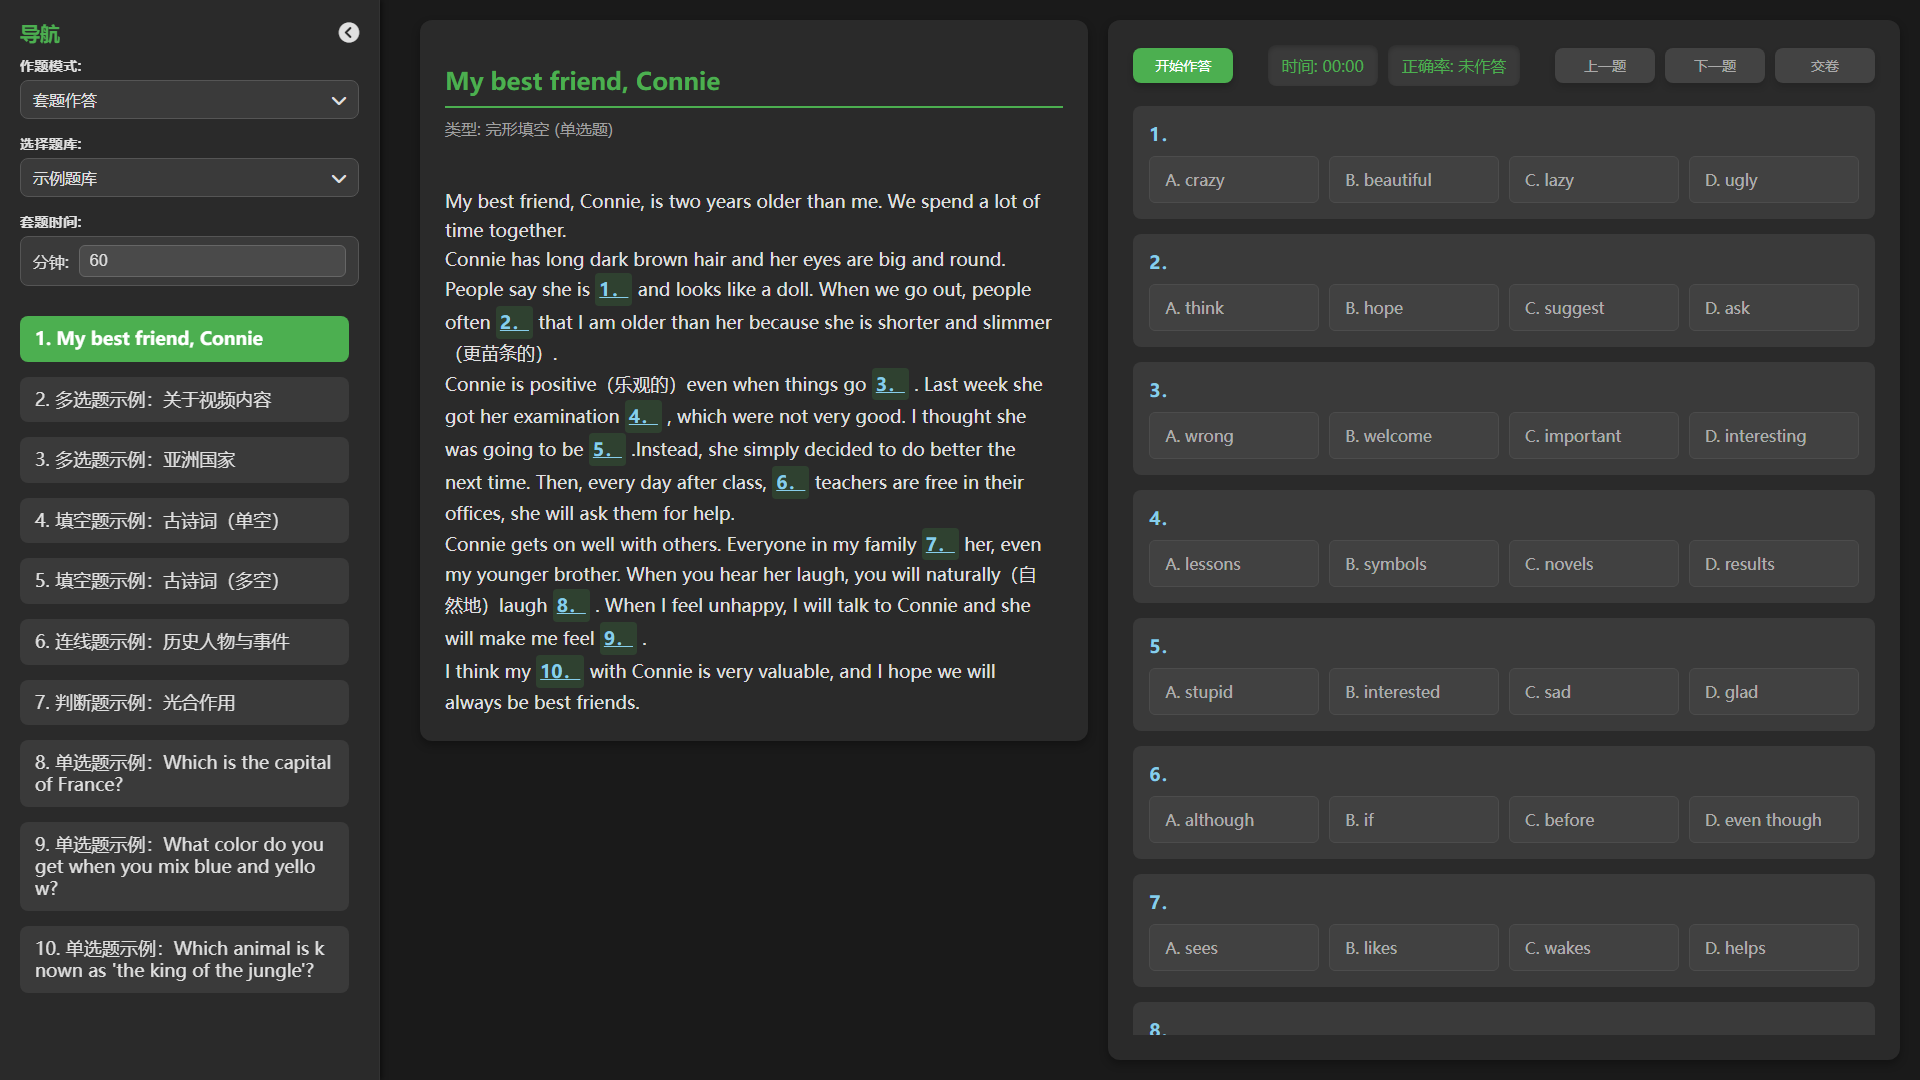 导航
作题模式:
套题作答
选择题库:
示例题库
套题时间:
分钟:
60
1. My best friend, Connie
2. 多选题示例：关于视频内容
3. 多选题示例：亚洲国家
4. 填空题示例：古诗词（单空）
5. 填空题示例：古诗词（多空）
6. 连线题示例：历史人物与事件
7. 判断题示例：光合作用
8. 单选题示例：Which is the capital
of France?
9. 单选题示例：What color do you
get when you mix blue and yello
w?
10. 单选题示例：Which animal is k
nown as 'the king of the jungle'?
My best friend, Connie
类型: 完形填空 (单选题)
My best friend, Connie, is two years older than me. We spend a lot of
time together.
Connie has long dark brown hair and her eyes are big and round.
People say she is 1. __ and looks like a doll. When we go out, people
often 2. __ that I am older than her because she is shorter and slimmer
（更苗条的）.
Connie is positive（乐观的）even when things go 3. __ . Last week she
got her examination 4. __ , which were not very good. I thought she
was going to be 5. __ .Instead, she simply decided to do better the
next time. Then, every day after class, 6. __ teachers are free in their
offices, she will ask them for help.
Connie gets on well with others. Everyone in my family 7. __ her, even
my younger brother. When you hear her laugh, you will naturally（自
然地）laugh 8. __ . When I feel unhappy, I will talk to Connie and she
will make me feel 9. __ .
I think my 10. __ with Connie is very valuable, and I hope we will
always be best friends.
开始作答
时间: 00:00
正确率: 未作答
上一题
下一题
交卷
1.
A. crazy
B. beautiful
C. lazy
D. ugly
2.
A. think
B. hope
C. suggest
D. ask
3.
A. wrong
B. welcome
C. important
D. interesting
4.
A. lessons
B. symbols
C. novels
D. results
5.
A. stupid
B. interested
C. sad
D. glad
6.
A. although
B. if
C. before
D. even though
7.
A. sees
B. likes
C. wakes
D. helps
8.